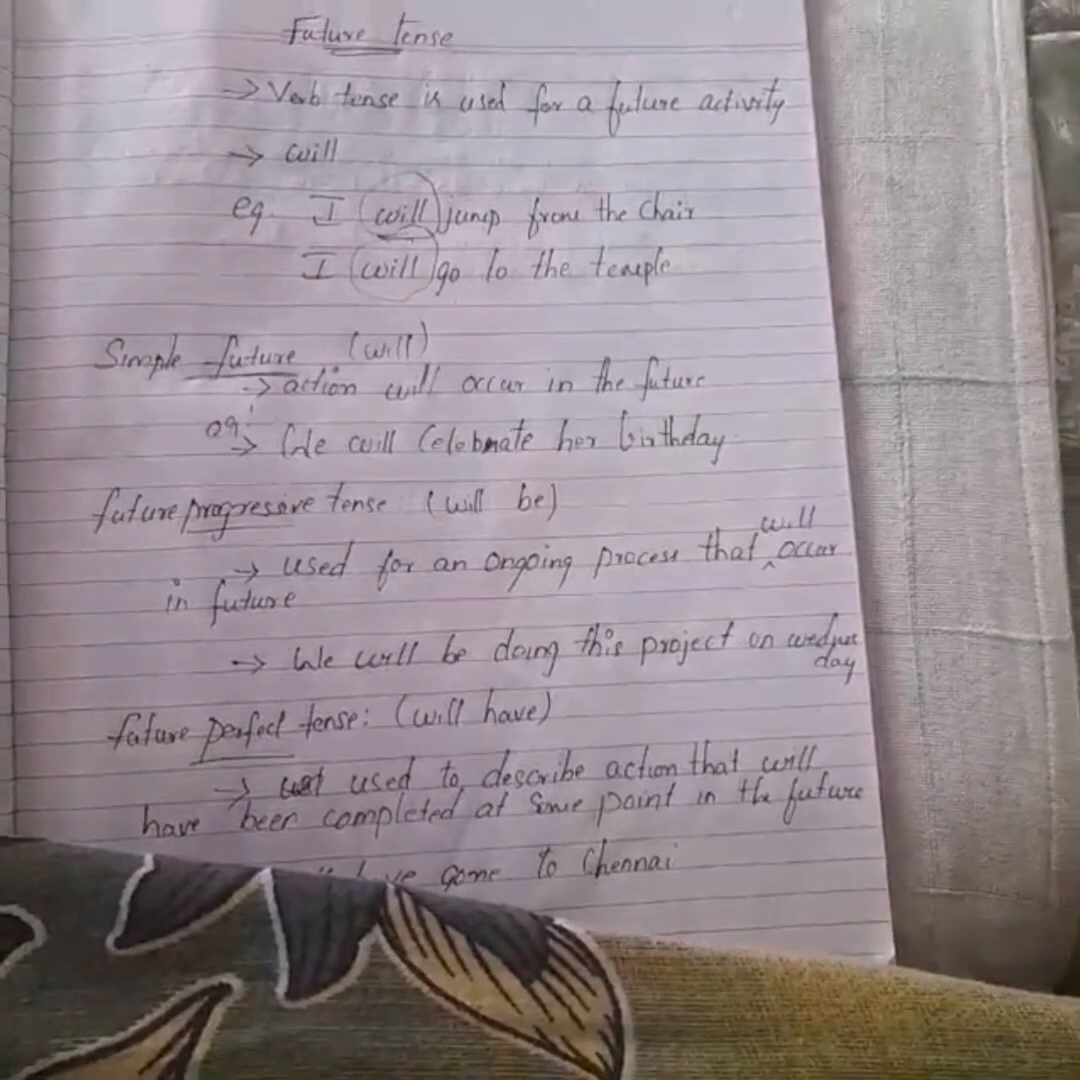 Future tense
→ Verb tense is used for a future activity
→ will
eg. I will jump from the chair
I will go to the temple
Simple future (will)
→ action will occur in the future
eg: → We will Celebrate her birthday
future progresive tense: (will be)
→ used for an ongoing process that will occur
in future
→ We will be doing this project on wednes
day
future perfect tense: (will have)
→ used to describe action that will
have been completed at some point in the future
have gone to Chennai